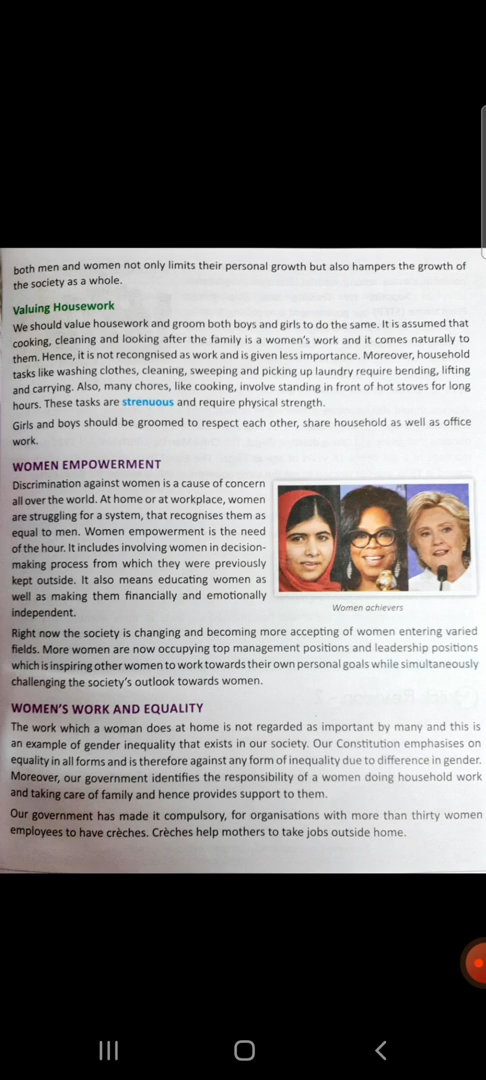 both men and women not only limits their personal growth but also hampers the growth of
the society as a whole.
Valuing Housework
We should value housework and groom both boys and girls to do the same. It is assumed that
cooking, cleaning and looking after the family is a women's work and it comes naturally to
them. Hence, it is not recongnised as work and is given less importance. Moreover, household
tasks like washing clothes, cleaning, sweeping and picking up laundry require bending, lifting
and carrying. Also, many chores, like cooking, involve standing in front of hot stoves for long
hours. These tasks are strenuous and require physical strength.
Girls and boys should be groomed to respect each other, share household as well as office
work.
WOMEN EMPOWERMENT
Discrimination against women is a cause of concern
all over the world. At home or at workplace, women
are struggling for a system, that recognises them as
equal to men. Women empowerment is the need
of the hour. It includes involving women in decision-
making process from which they were previously
kept outside. It also means educating women as
well as making them financially and emotionally
independent.
Women achievers
Right now the society is changing and becoming more accepting of women entering varied
fields. More women are now occupying top management positions and leadership positions
which is inspiring other women to work towards their own personal goals while simultaneously
challenging the society's outlook towards women.
WOMEN'S WORK AND EQUALITY
The work which a woman does at home is not regarded as important by many and this is
an example of gender inequality that exists in our society. Our Constitution emphasises on
equality in all forms and is therefore against any form of inequality due to difference in gender.
Moreover, our government identifies the responsibility of a women doing household work
and taking care of family and hence provides support to them.
Our government has made it compulsory, for organisations with more than thirty women
employees to have crèches. Crèches help mothers to take jobs outside home.